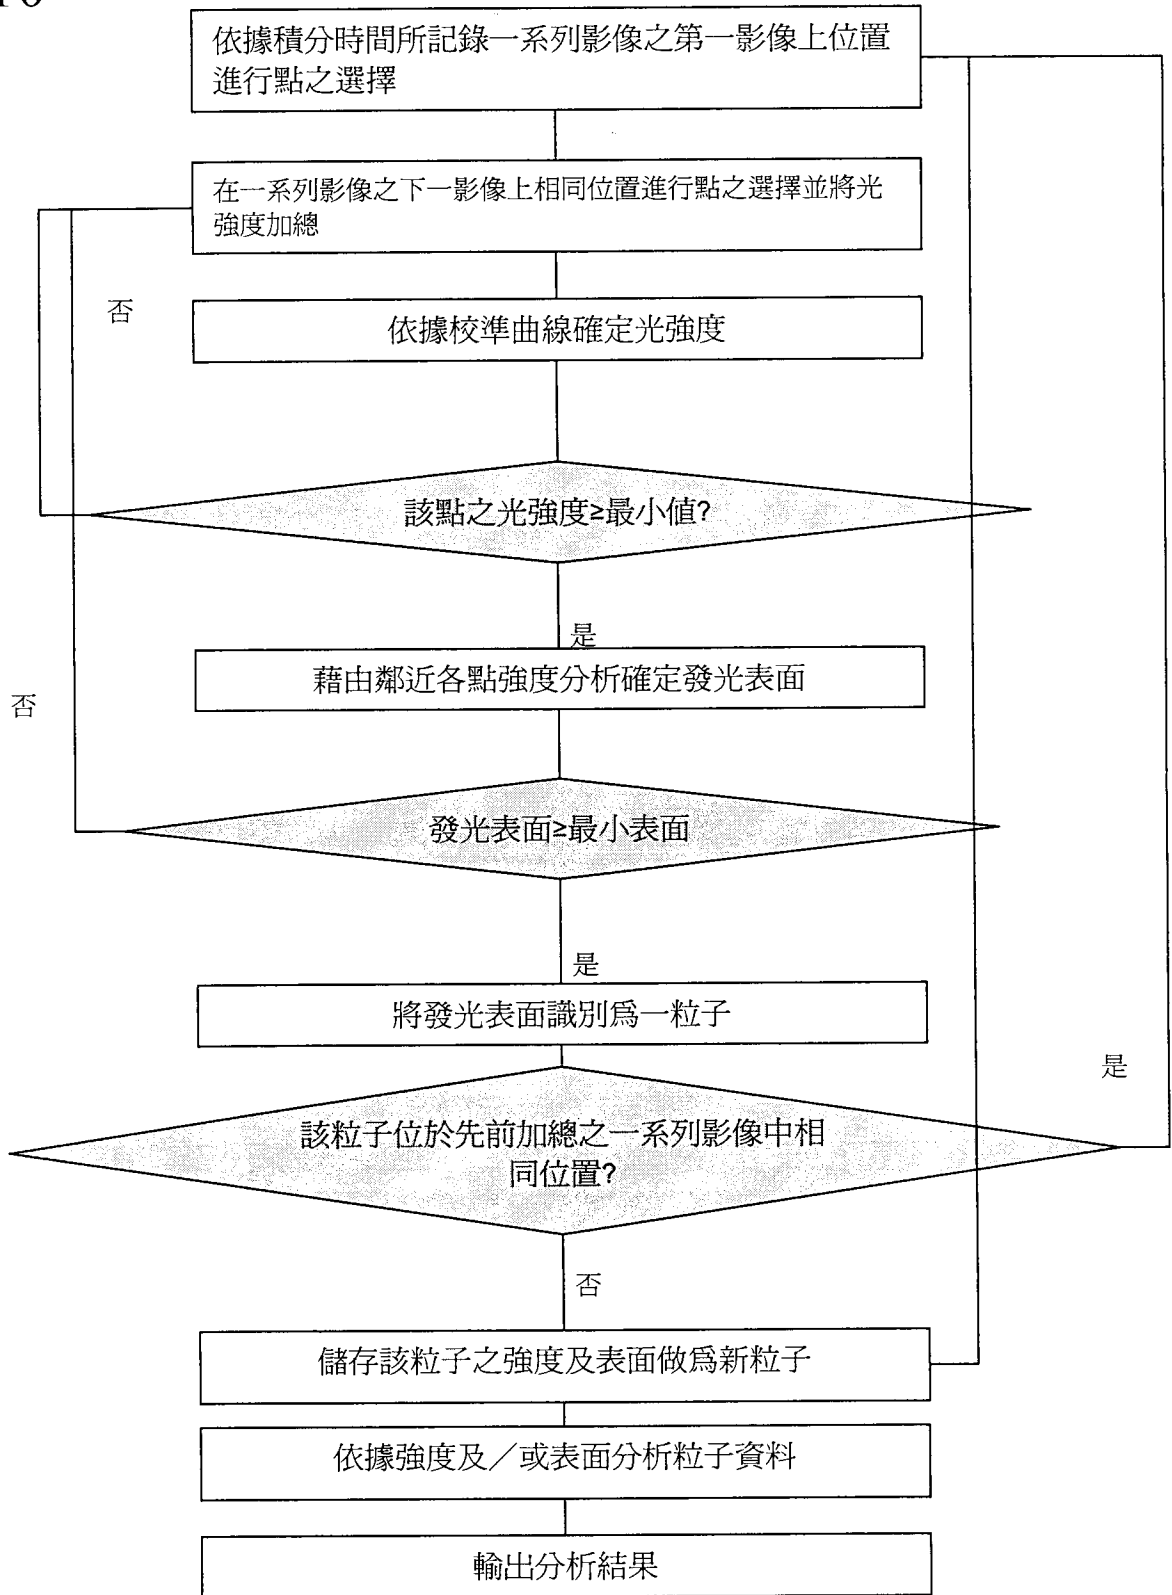 依據積分時間所記錄一系列影像之第一影像上位置
進行點之選擇
在一系列影像之下一影像上相同位置進行點之選擇並將光
強度加總
否
依據校準曲線確定光強度
該點之光強度≥最小値?
是
藉由鄰近各點強度分析確定發光表面
否
發光表面≥最小表面
是
將發光表面識別爲一粒子
是
該粒子位於先前加總之一系列影像中相
同位置?
否
儲存該粒子之強度及表面做爲新粒子
依據強度及／或表面分析粒子資料
輸出分析結果